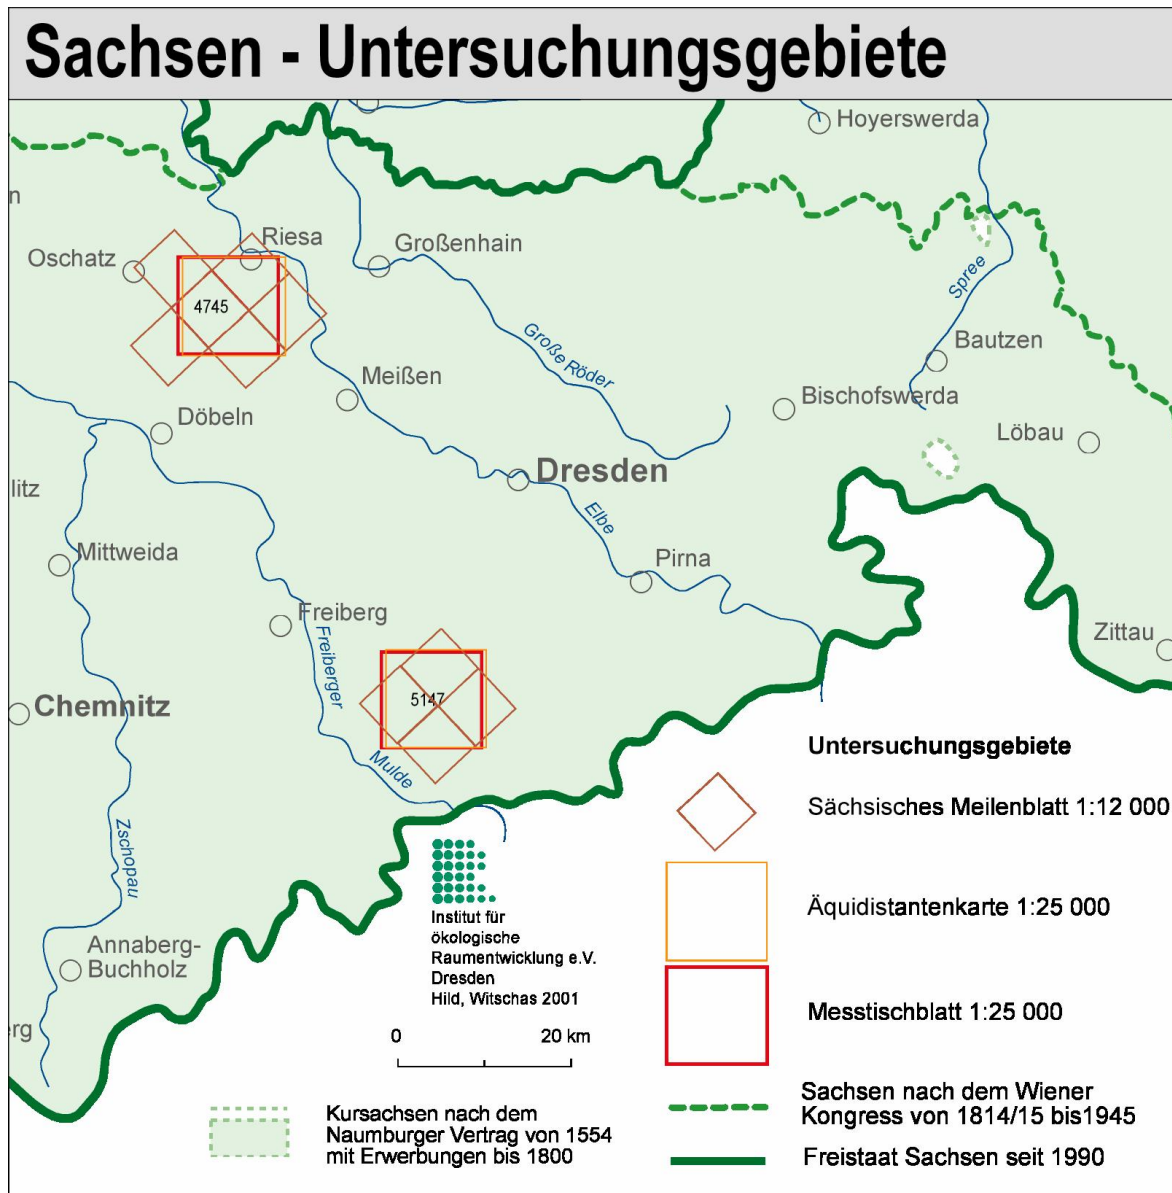 Sachsen - Untersuchungsgebiete
Hoyerswerda
n
Riesa
Großenhain
Oschatz
4745
Spree
Große Röder
Bautzen
Meißen
Bischofswerda
Döbeln
Löbau
Dresden
litz
Elbe
Mittweida
Pirna
Freiberg
Freiberger
Zittau
5147
Chemnitz
Mulde
Zschopau
Untersuchungsgebiete
Sächsisches Meilenblatt 1:12 000
Äquidistantenkarte 1:25 000
Messtischblatt 1:25 000
Institut für
ökologische
Raumentwicklung e.V.
Dresden
Hild, Witschas 2001
Annaberg-
Buchholz
erg
0 20 km
Kursachsen nach dem
Naumburger Vertrag von 1554
mit Erwerbungen bis 1800
Sachsen nach dem Wiener
Kongress von 1814/15 bis1945
Freistaat Sachsen seit 1990